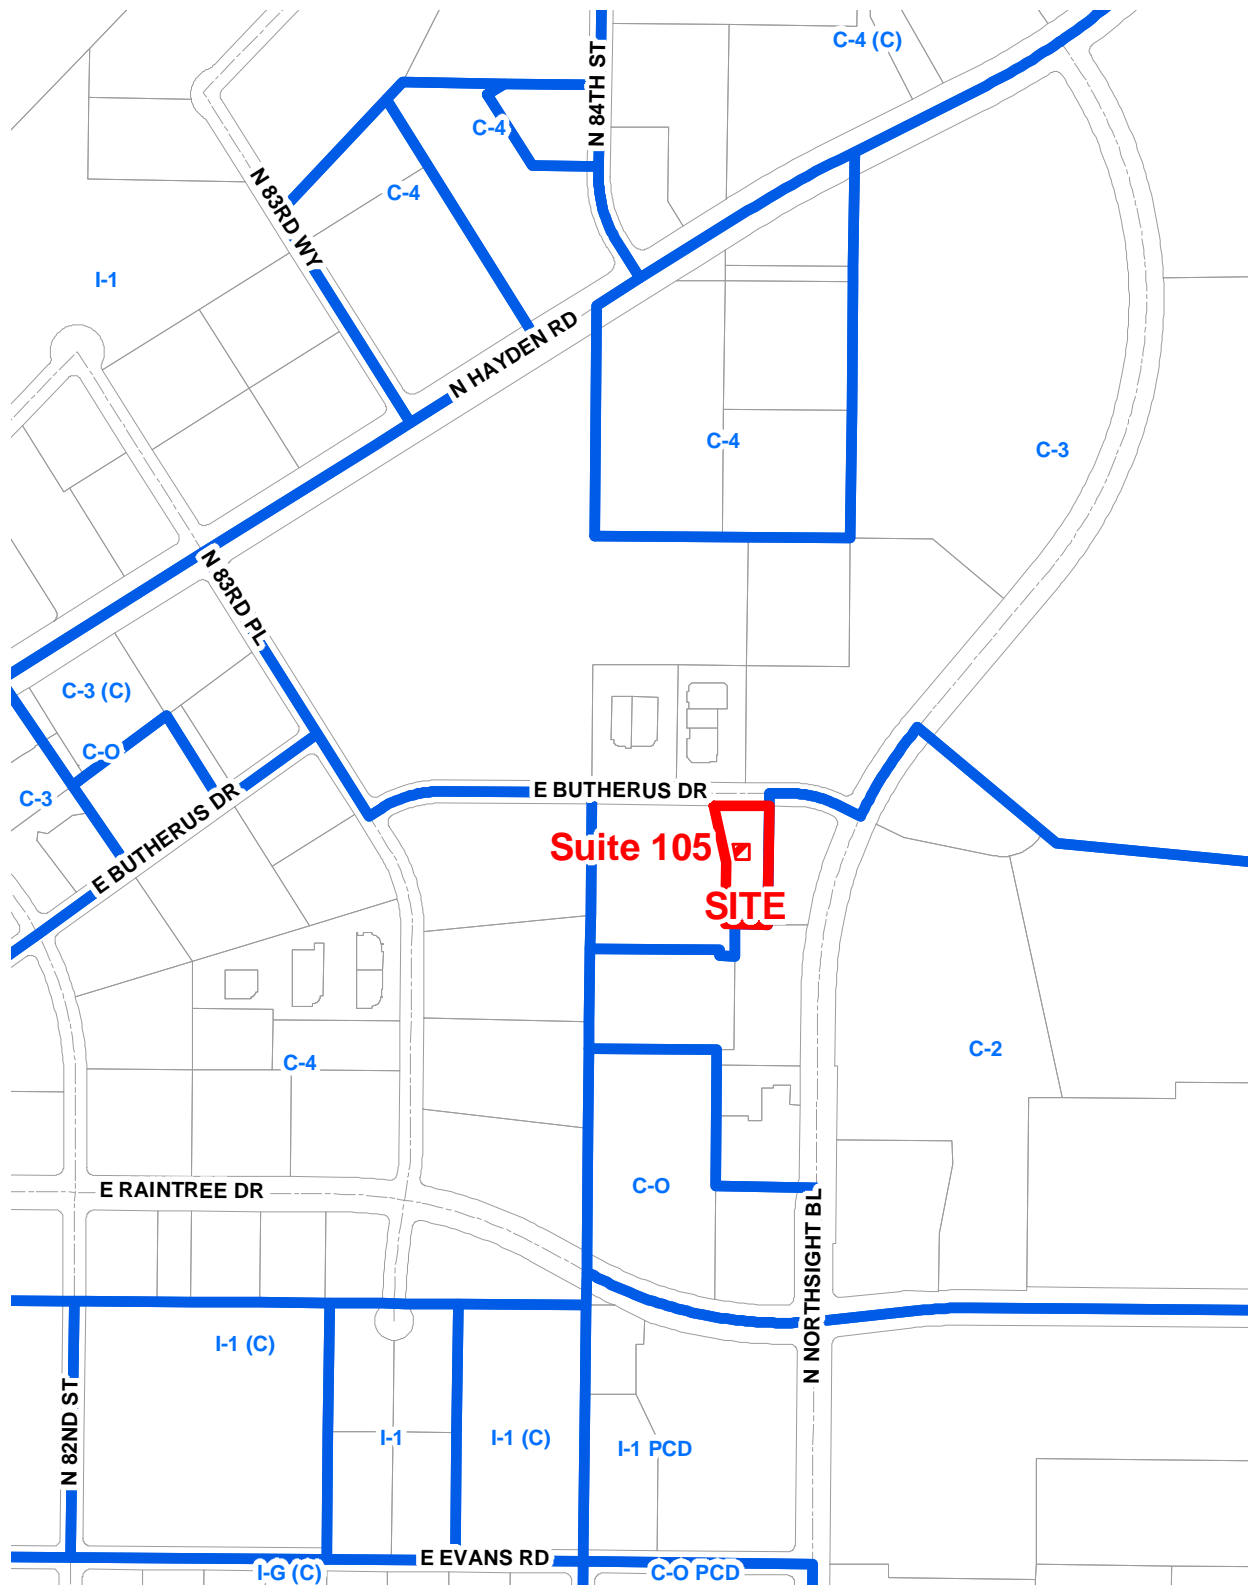 C-4 (C)
N 84TH ST
C-4
C-4
N 83RD WY
I-1
N HAYDEN RD
C-4
C-3
N 83RD PL
C-3 (C)
C-O
C-3
E BUTHERUS DR
E BUTHERUS DR
Suite 105
SITE
C-4
C-2
E RAINTREE DR
C-O
N NORTHSIGHT BL
I-1 (C)
N 82ND ST
I-1
I-1 (C)
I-1 PCD
E EVANS RD
I-G (C)
C-O PCD